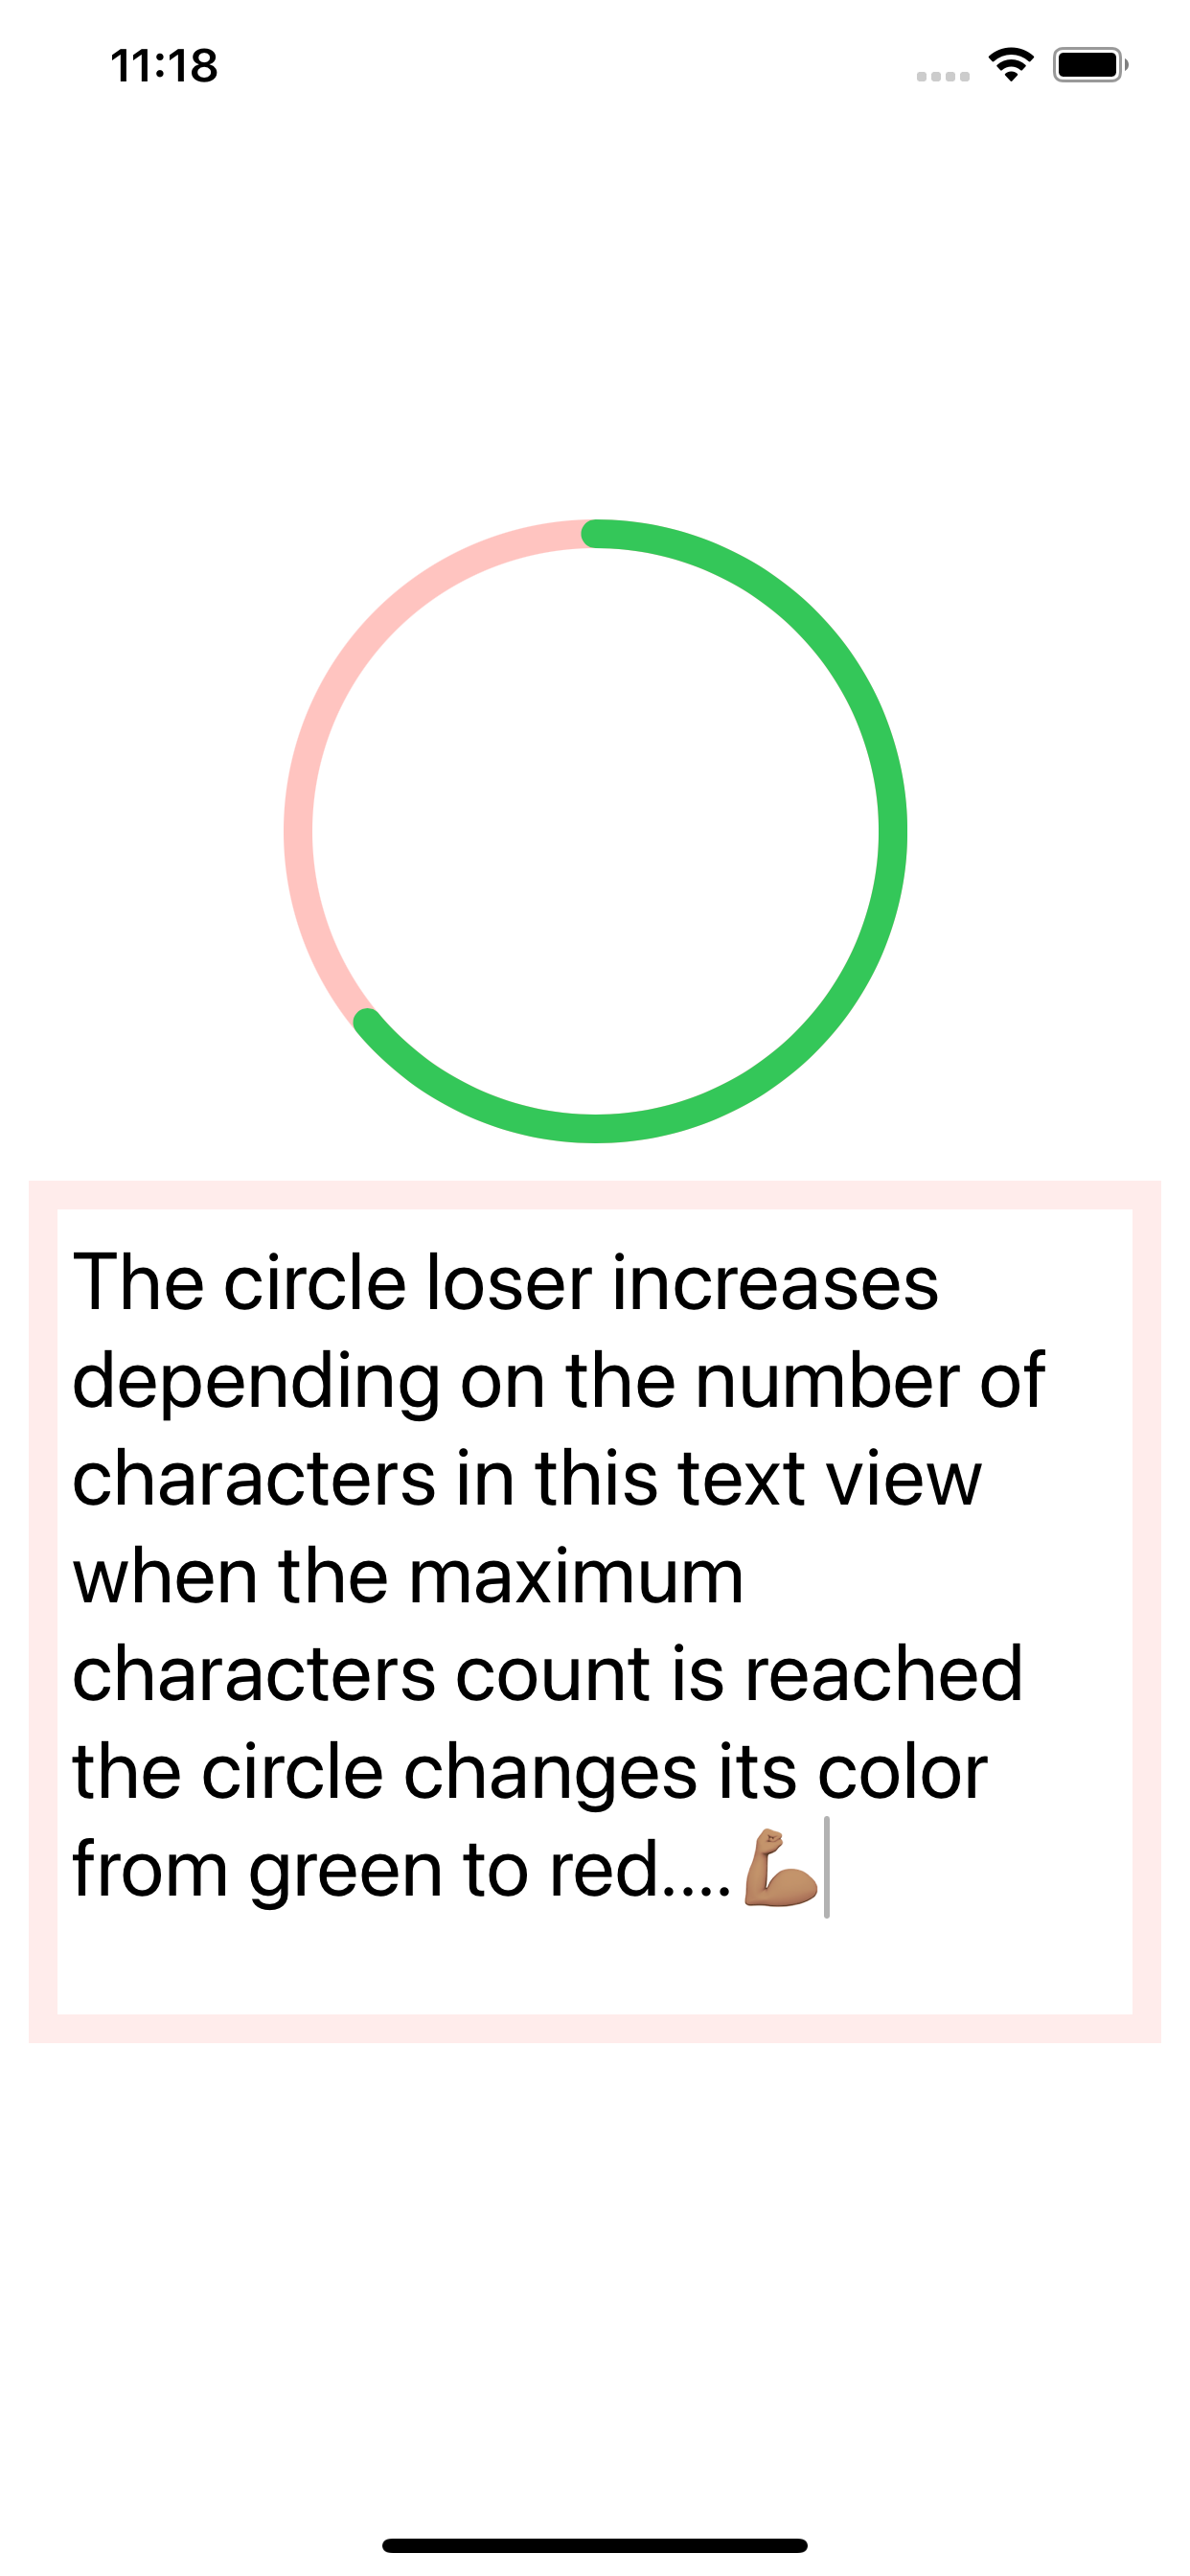 11:18
The circle loser increases
depending on the number of
characters in this text view
when the maximum
characters count is reached
the circle changes its color
from green to red....💪🏽